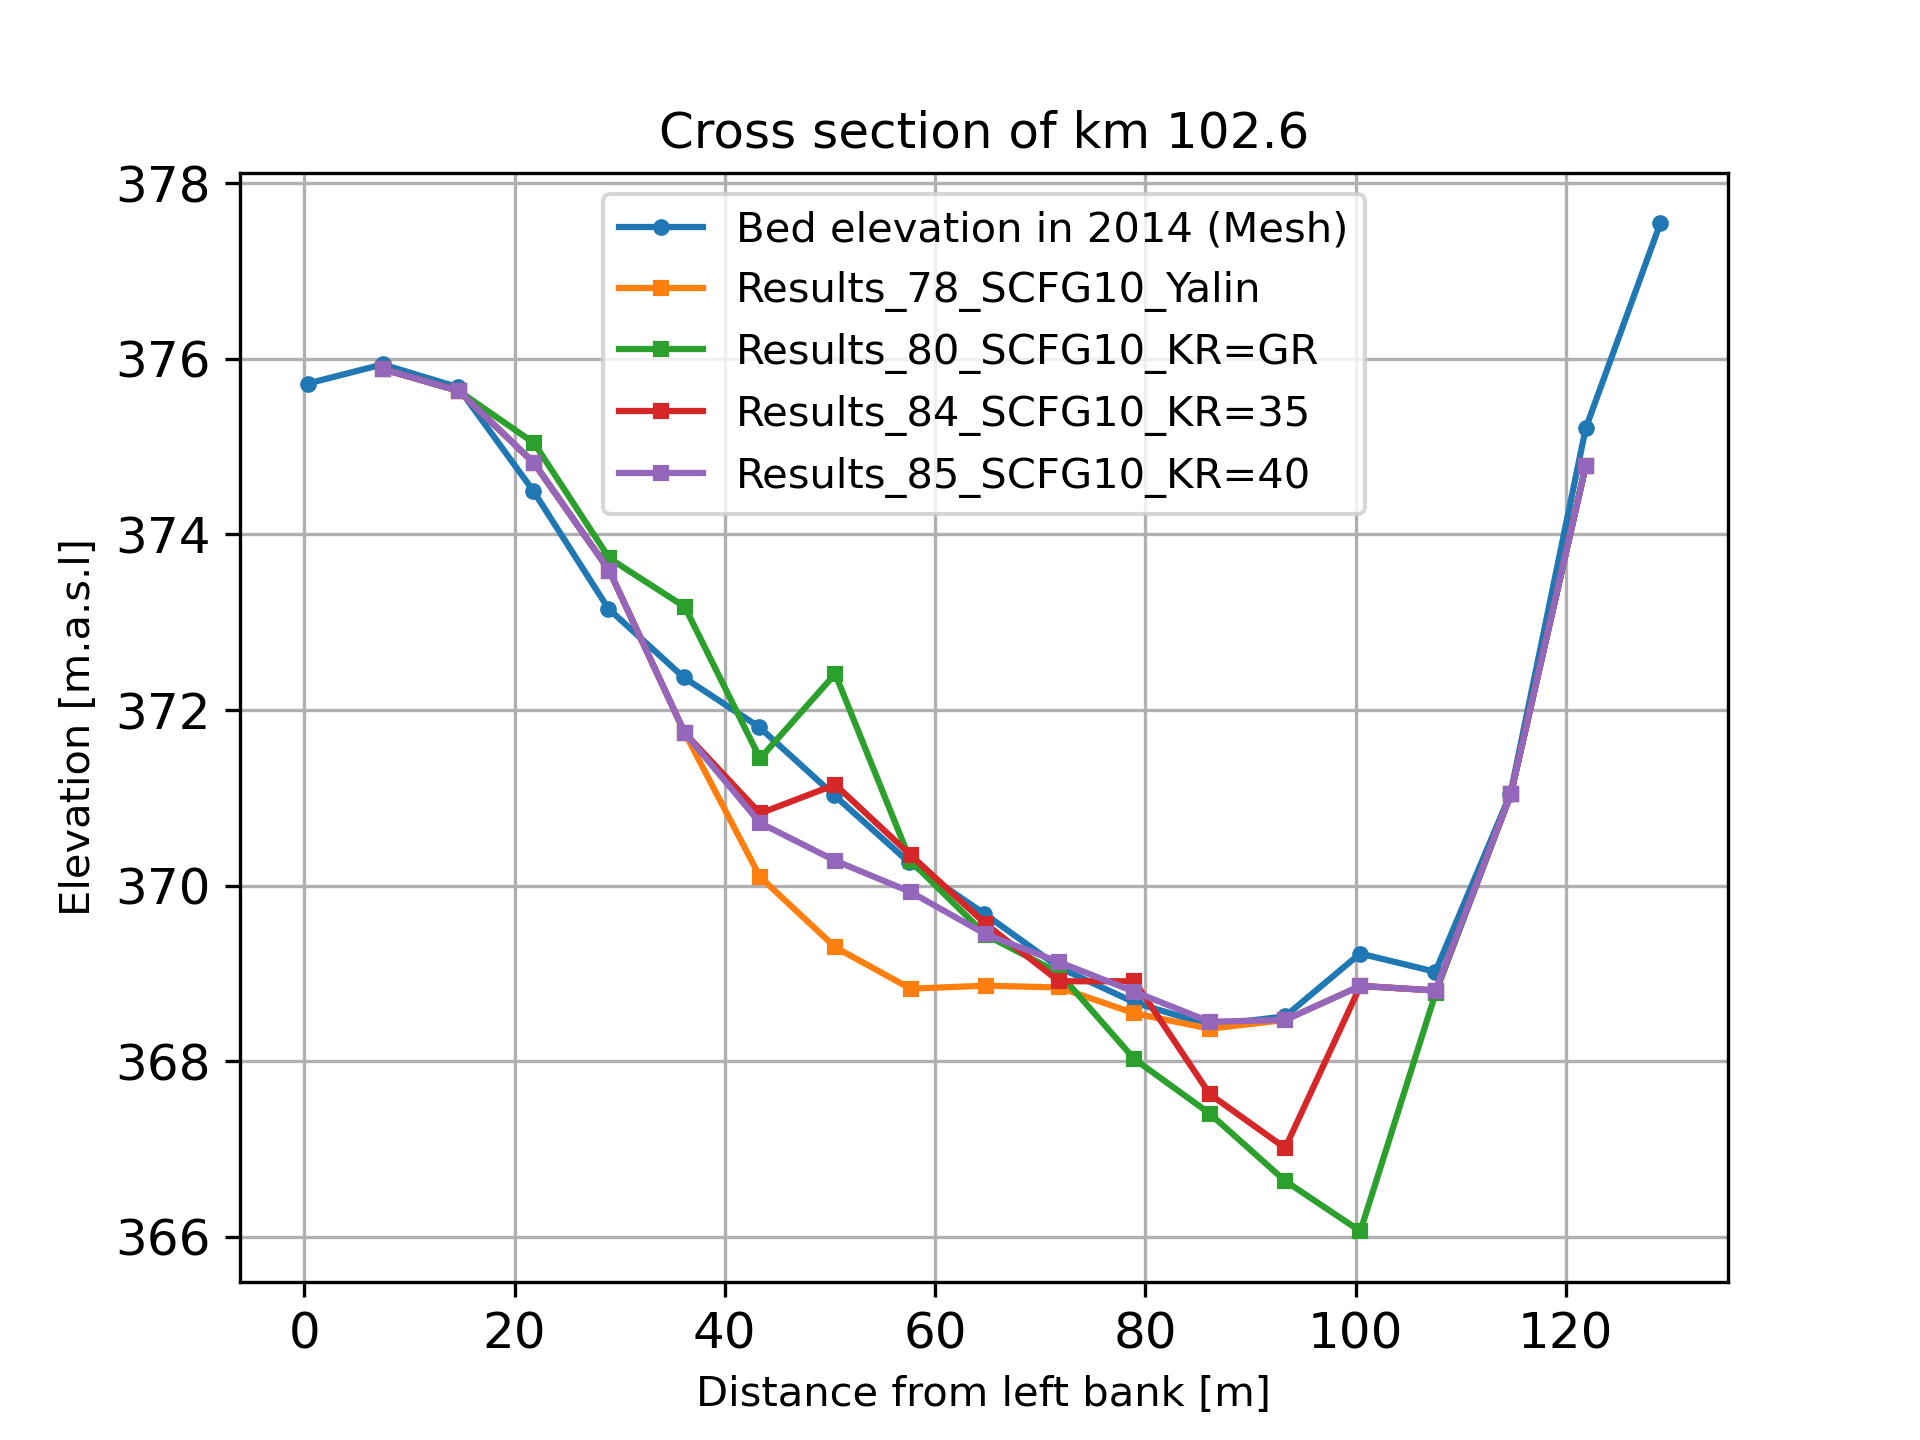 Cross section of km 102.6
378
376
374
372
370
368
366
Elevation [m.a.s.l]
Bed elevation in 2014 (Mesh)
Results_78_SCFG10_Yalin
Results_80_SCFG10_KR=GR
Results_84_SCFG10_KR=35
Results_85_SCFG10_KR=40
0 20 40 60 80 100 120
Distance from left bank [m]